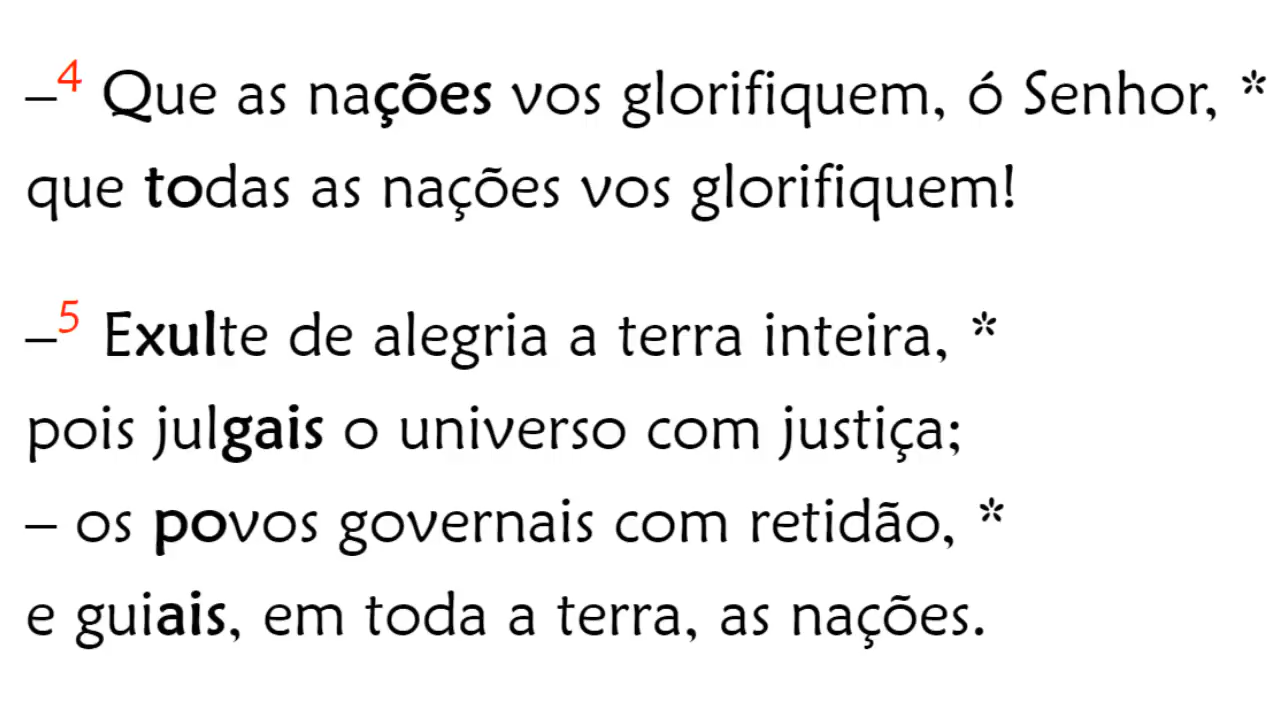 –4 Que as nações vos glorifiquem, ó Senhor, *
que todas as nações vos glorifiquem!
–5 Exulte de alegria a terra inteira, *
pois julgais o universo com justiça;
– os povos governais com retidão, *
e guiais, em toda a terra, as nações.